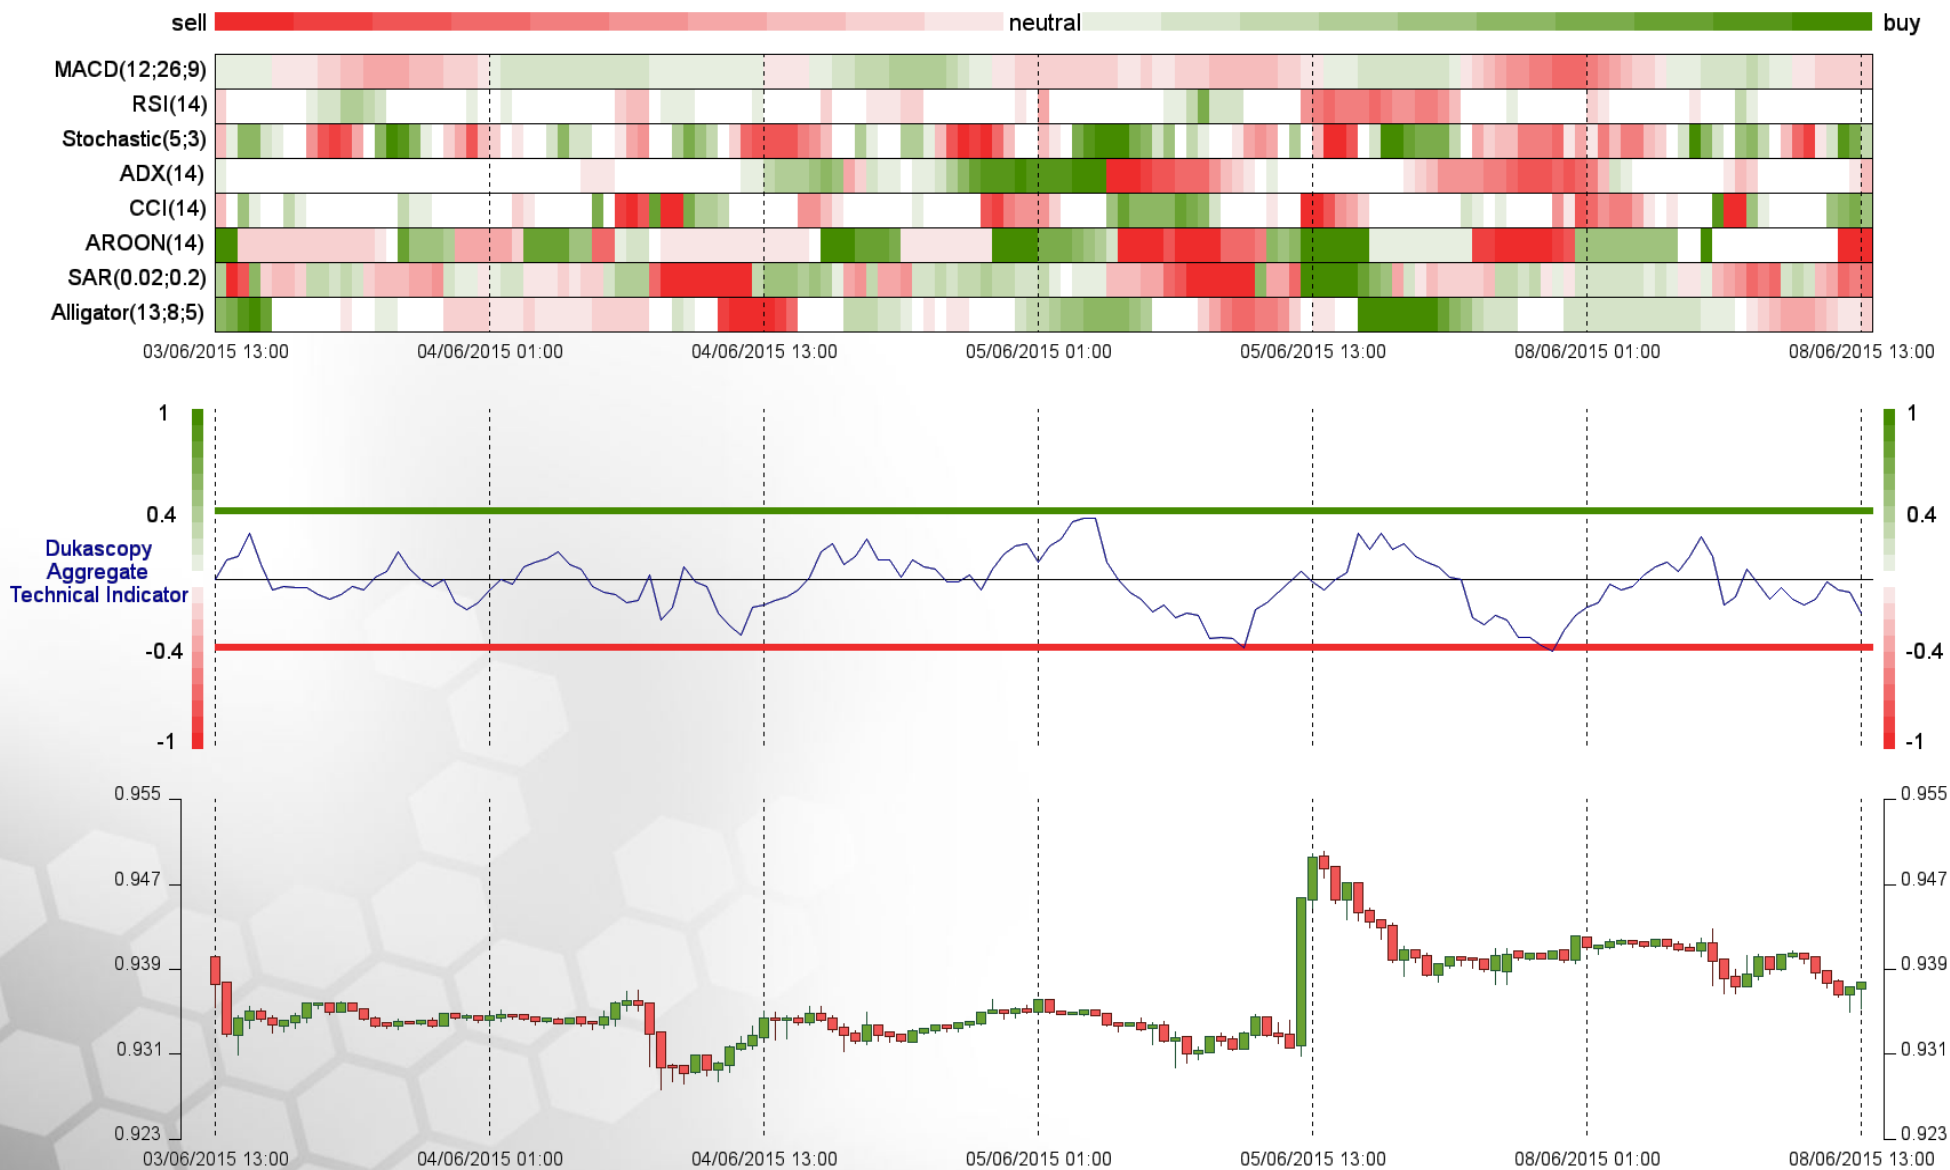 sell neutral buy
MACD(12;26;9)
RSI(14)
Stochastic(5;3)
ADX(14)
CCI(14)
AROON(14)
SAR(0.02;0.2)
Alligator(13;8;5)
03/06/2015 13:00 04/06/2015 01:00 04/06/2015 13:00 05/06/2015 01:00 05/06/2015 13:00 08/06/2015 01:00 08/06/2015 13:00
1 1
0.4 0.4
Dukascopy
Aggregate
Technical Indicator
-0.4 -0.4
-1 -1
0.955 0.955
0.947 0.947
0.939 0.939
0.931 0.931
0.923 0.923
03/06/2015 13:00 04/06/2015 01:00 04/06/2015 13:00 05/06/2015 01:00 05/06/2015 13:00 08/06/2015 01:00 08/06/2015 13:00